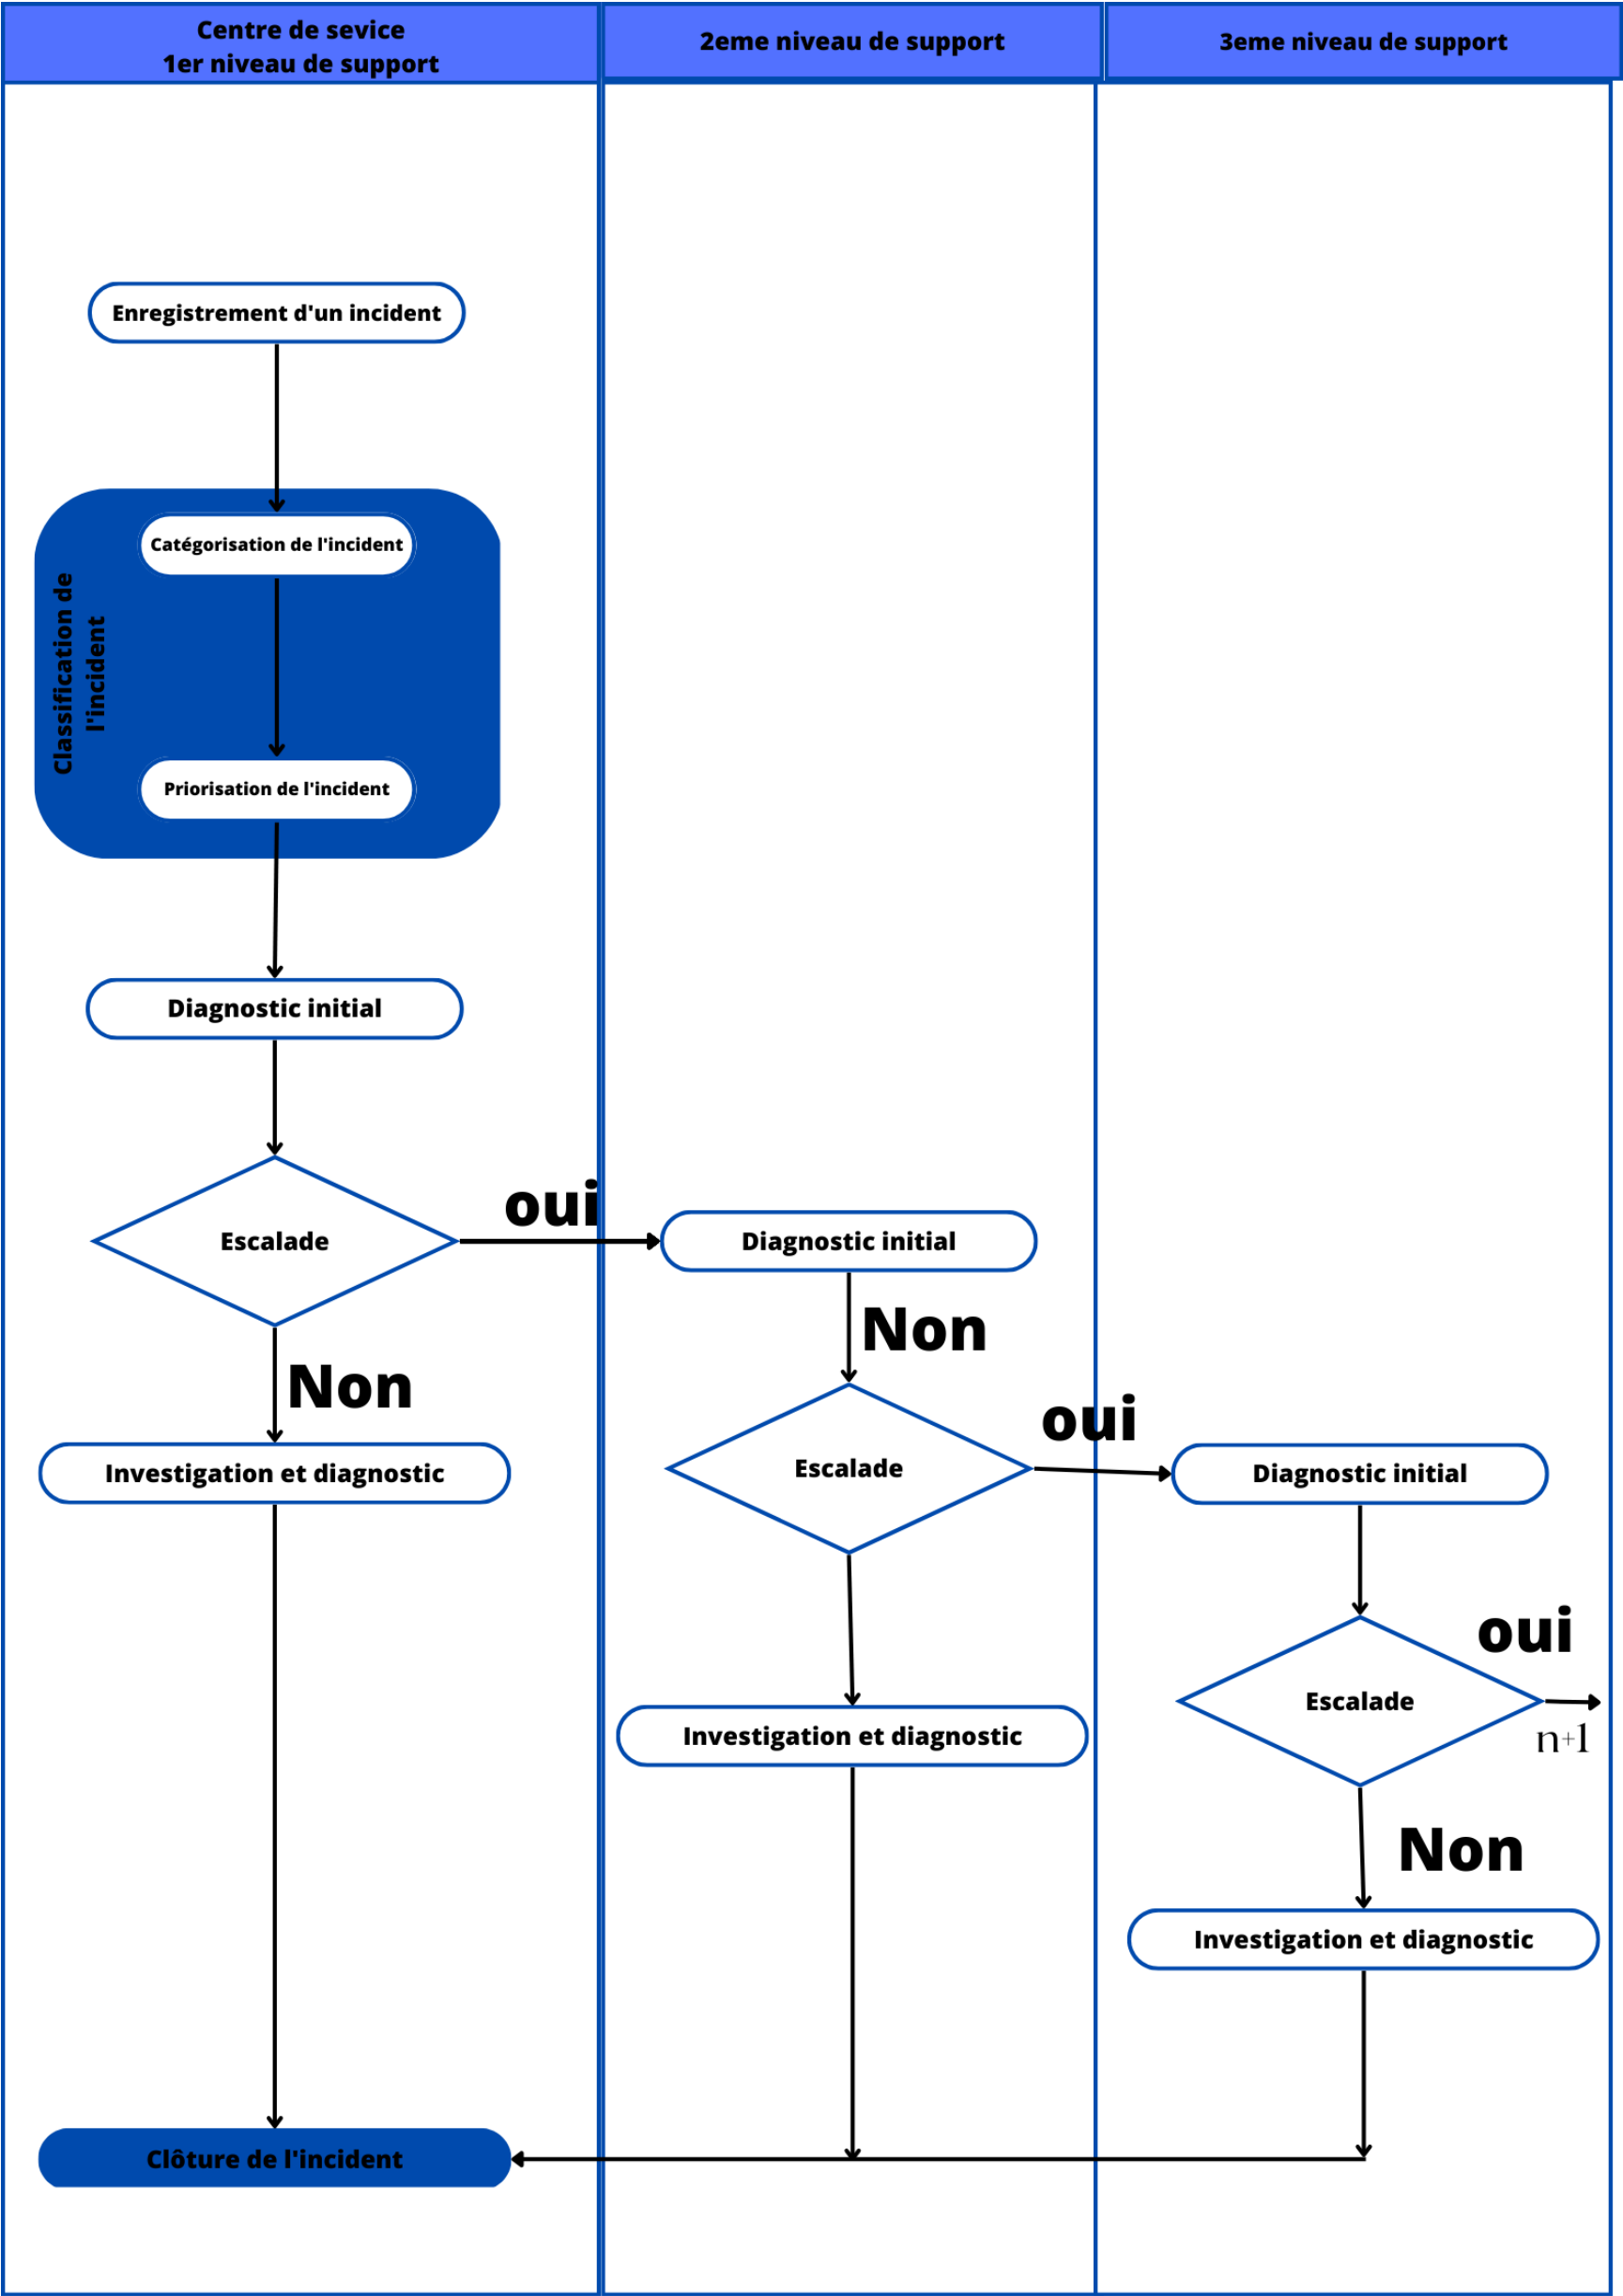 Centre de sevice
1er niveau de support
2eme niveau de support
3eme niveau de support
Enregistrement d'un incident
Classification de
l'incident
Catégorisation de l'incident
Priorisation de l'incident
Diagnostic initial
Escalade
oui
Diagnostic initial
Non
Non
Investigation et diagnostic
Escalade
oui
Diagnostic initial
Escalade
oui
n+1
Investigation et diagnostic
Non
Investigation et diagnostic
Clôture de l'incident